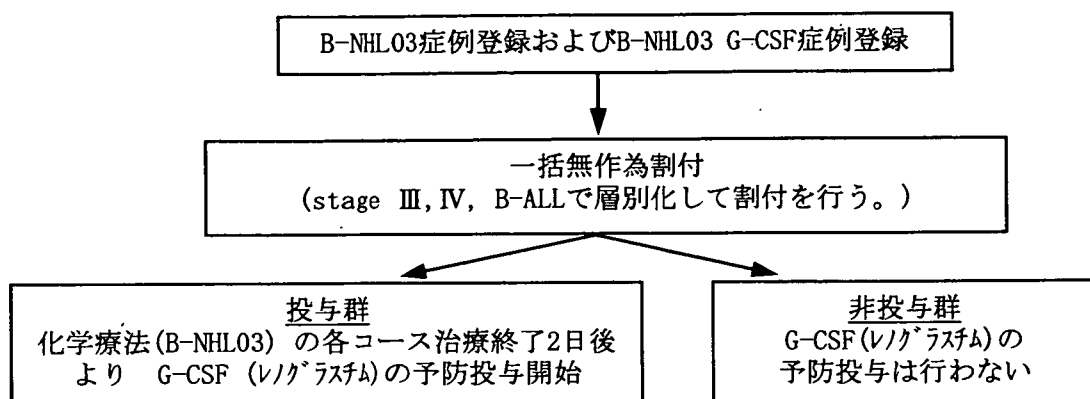 B-NHL03症例登録およびB-NHL03 G-CSF症例登録
一括無作為割付
(stage Ⅲ,Ⅳ, B-ALLで層別化して割付を行う。)
投与群
化学療法(B-NHL03) の各コース治療終了2日後
より G-CSF (ﾚﾉｸﾞﾗｽﾁﾑ)の予防投与開始
非投与群
G-CSF(ﾚﾉｸﾞﾗｽﾁﾑ)の
予防投与は行わない